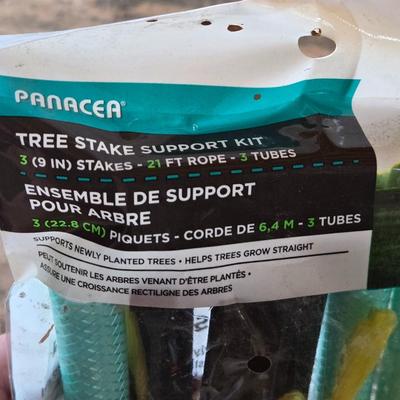 PANACEA®
TREE STAKE SUPPORT KIT
3 (9 IN) STAKES - 21 FT ROPE - 3 TUBES
ENSEMBLE DE SUPPORT
POUR ARBRE
3 (22.8 CM) PIQUETS - CORDE DE 6,4 M - 3 TUBES
SUPPORTS NEWLY PLANTED TREES • HELPS TREES GROW STRAIGHT
PEUT SOUTENIR LES ARBRES VENANT D'ÊTRE PLANTÉS •
ASSURE UNE CROISSANCE RECTILIGNE DES ARBRES